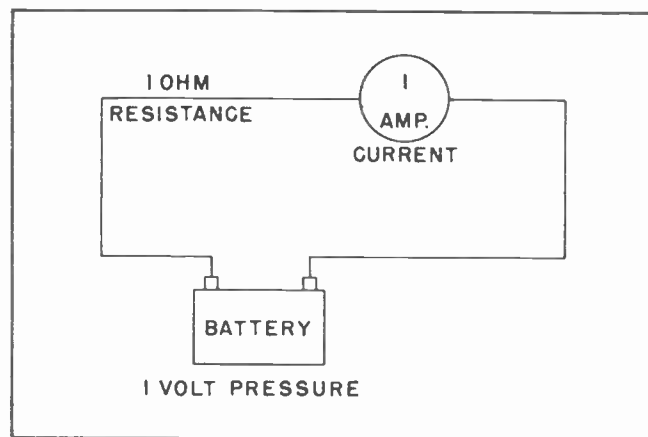 1 OHM
RESISTANCE
1
AMP.
CURRENT
BATTERY
1 VOLT PRESSURE